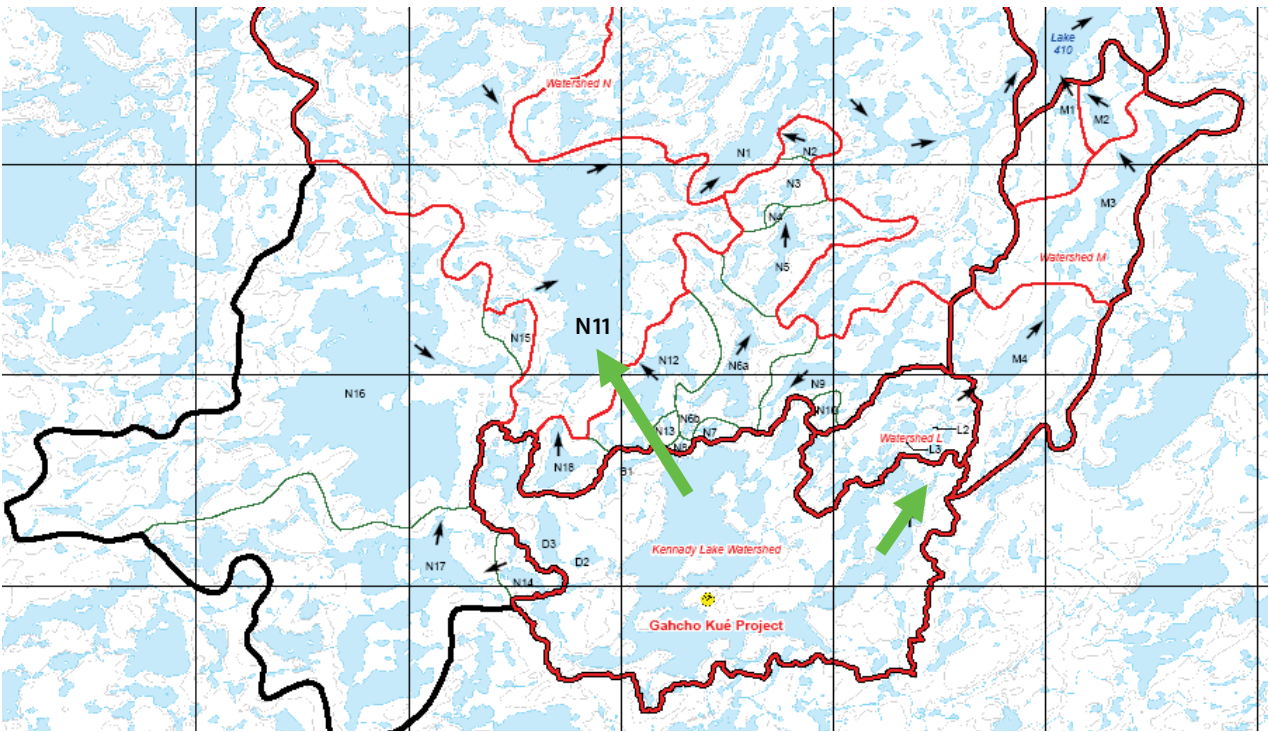 Lake
410
Watershed N
M1
M2
N1
N2
N3
M3
N4
N5
Watershed M
N11
N15
N12
N6a
M4
N16
N9
N10
N6b
N13
N7
N8
L2
Watershed L
L3
N18
B1
D3
Kennady Lake Watershed
D2
N17
N14
Gahcho Kué Project